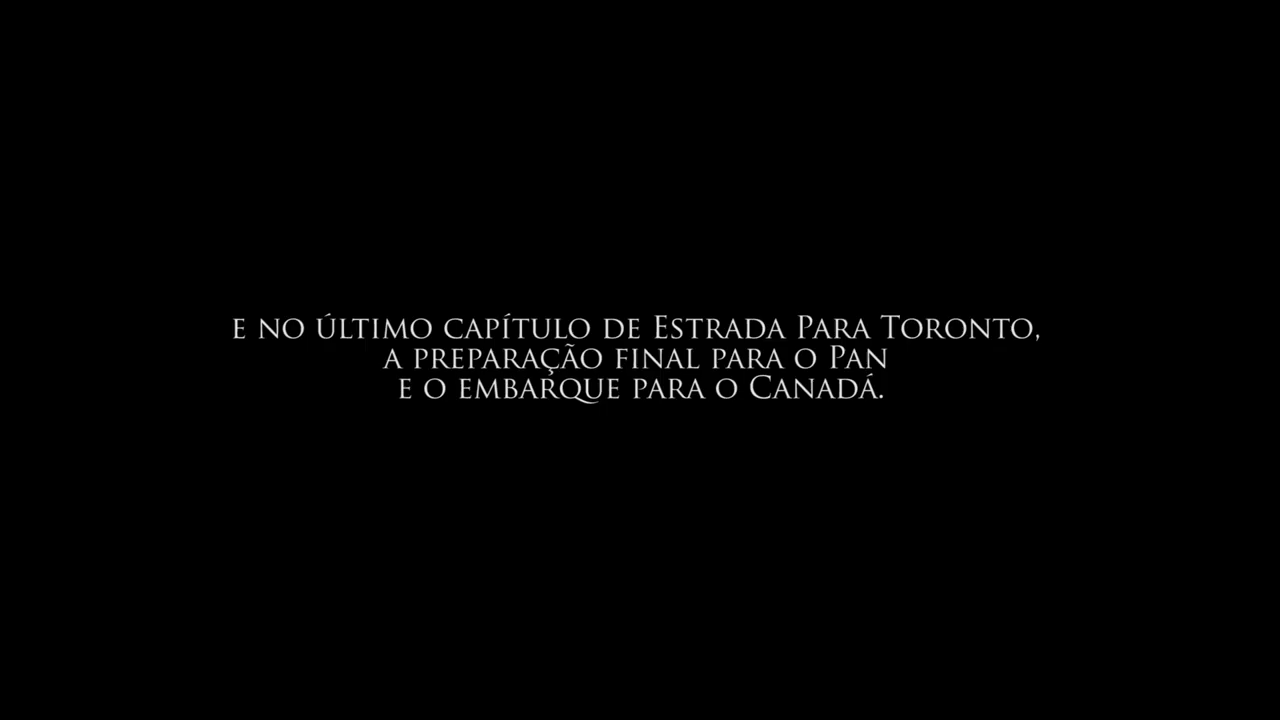 E NO ÚLTIMO CAPÍTULO DE ESTRADA PARA TORONTO,
A PREPARAÇÃO FINAL PARA O PAN
E O EMBARQUE PARA O CANADÁ.